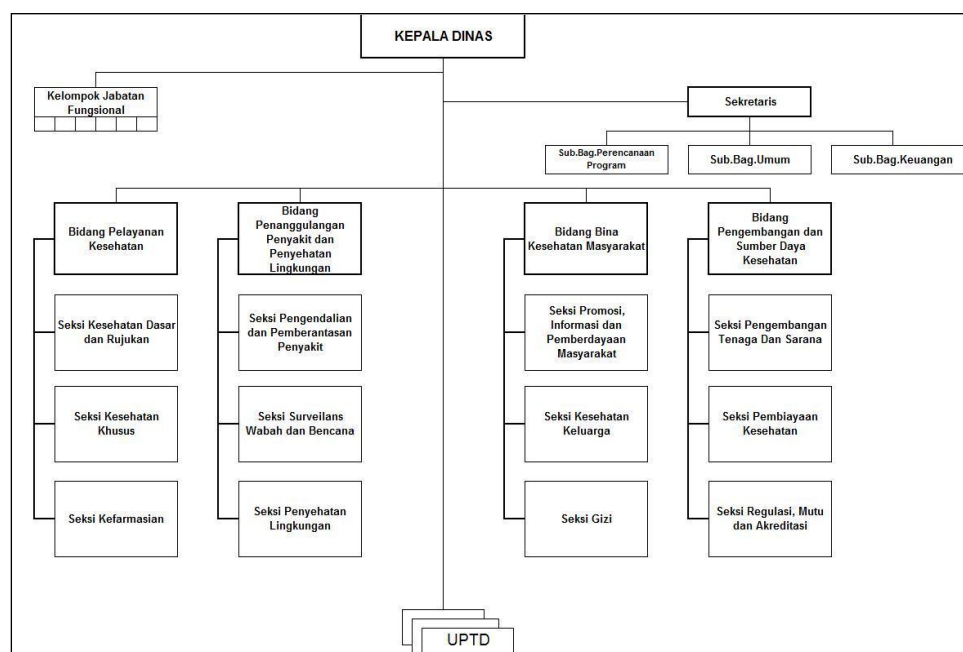 KEPALA DINAS
Kelompok Jabatan
Fungsional
Sekretaris
Sub.Bag.Perencanaan
Program
Sub.Bag.Umum
Sub.Bag.Keuangan
Bidang Pelayanan
Kesehatan
Bidang
Penanggulangan
Penyakit dan
Penyehatan
Lingkungan
Bidang Bina
Kesehatan Masyarakat
Bidang
Pengembangan dan
Sumber Daya
Kesehatan
Seksi Kesehatan Dasar
dan Rujukan
Seksi Pengendalian
dan Pemberantasan
Penyakit
Seksi Promosi,
Informasi dan
Pemberdayaan
Masyarakat
Seksi Pengembangan
Tenaga Dan Sarana
Seksi Kesehatan
Khusus
Seksi Surveilans
Wabah dan Bencana
Seksi Kesehatan
Keluarga
Seksi Pembiayaan
Kesehatan
Seksi Kefarmasian
Seksi Penyehatan
Lingkungan
Seksi Gizi
Seksi Regulasi, Mutu
dan Akreditasi
UPTD